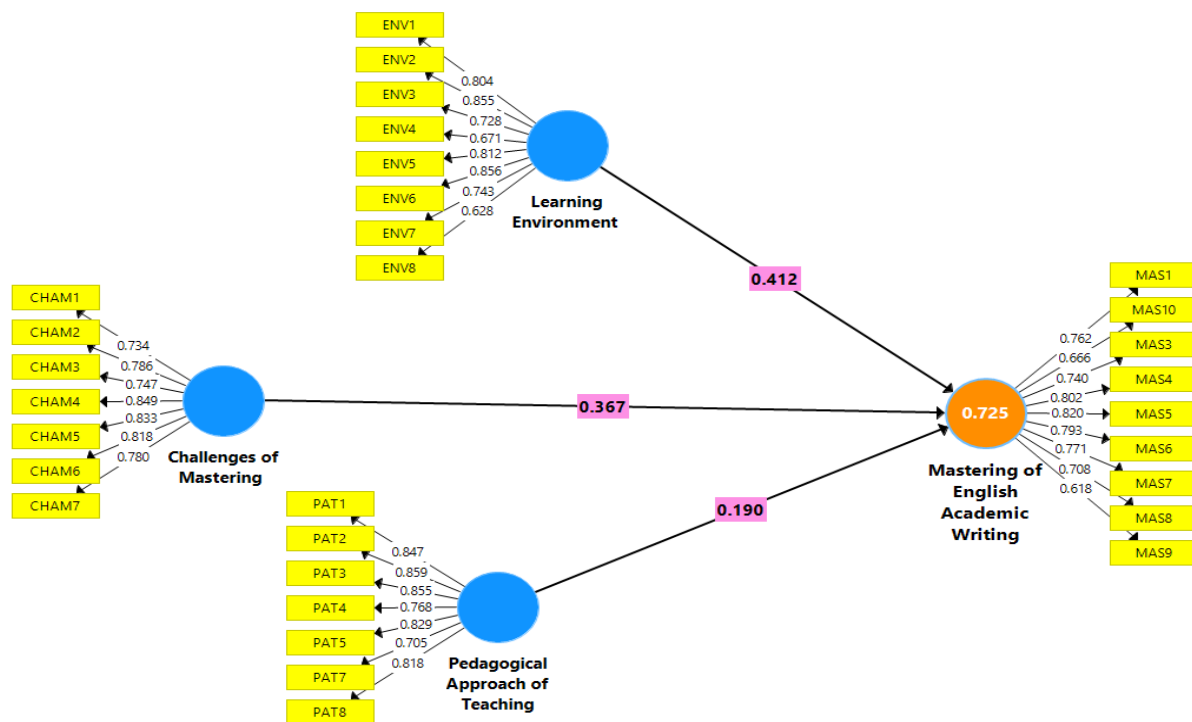 ENV1
ENV2
ENV3
ENV4
ENV5
ENV6
ENV7
ENV8
0.804
0.855
0.728
0.671
0.812
0.856
0.743
0.628
Learning
Environment
0.412
CHAM1
CHAM2
CHAM3
CHAM4
CHAM5
CHAM6
CHAM7
0.734
0.786
0.747
0.849
0.833
0.818
0.780
Challenges of
Mastering
0.367
PAT1
PAT2
PAT3
PAT4
PAT5
PAT7
PAT8
0.847
0.859
0.855
0.768
0.829
0.705
0.818
Pedagogical
Approach of
Teaching
0.190
0.725
Mastering of
English
Academic
Writing
0.762
0.666
0.740
0.802
0.820
0.793
0.771
0.708
0.618
MAS1
MAS10
MAS3
MAS4
MAS5
MAS6
MAS7
MAS8
MAS9